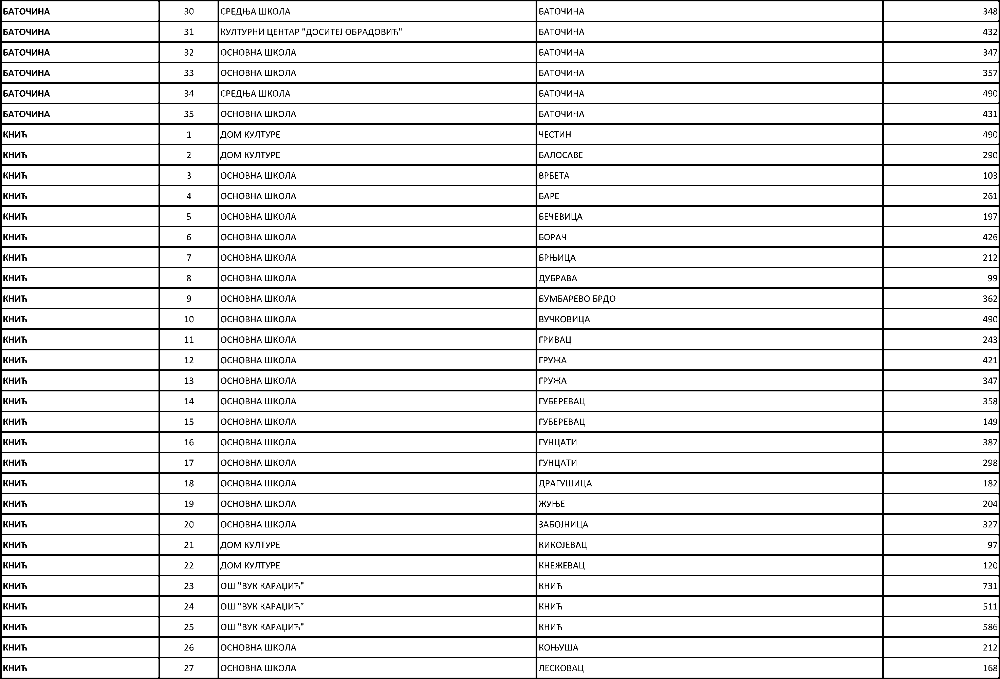 БАТОЧИНА 30 СРЕДЊА ШКОЛА БАТОЧИНА 348
БАТОЧИНА 31 КУЛТУРНИ ЦЕНТАР "ДОСИТЕЈ ОБРАДОВИЋ" БАТОЧИНА 432
БАТОЧИНА 32 ОСНОВНА ШКОЛА БАТОЧИНА 347
БАТОЧИНА 33 ОСНОВНА ШКОЛА БАТОЧИНА 357
БАТОЧИНА 34 СРЕДЊА ШКОЛА БАТОЧИНА 490
БАТОЧИНА 35 ОСНОВНА ШКОЛА БАТОЧИНА 431
КНИЋ 1 ДОМ КУЛТУРЕ ЧЕСТИН 490
КНИЋ 2 ДОМ КУЛТУРЕ БАЛОСАВЕ 290
КНИЋ 3 ОСНОВНА ШКОЛА ВРБЕТА 103
КНИЋ 4 ОСНОВНА ШКОЛА БАРЕ 261
КНИЋ 5 ОСНОВНА ШКОЛА БЕЧЕВИЦА 197
КНИЋ 6 ОСНОВНА ШКОЛА БОРАЧ 426
КНИЋ 7 ОСНОВНА ШКОЛА БРЊИЦА 212
КНИЋ 8 ОСНОВНА ШКОЛА ДУБРАВА 99
КНИЋ 9 ОСНОВНА ШКОЛА БУМБАРЕВО БРДО 362
КНИЋ 10 ОСНОВНА ШКОЛА ВУЧКОВИЦА 490
КНИЋ 11 ОСНОВНА ШКОЛА ГРИВАЦ 243
КНИЋ 12 ОСНОВНА ШКОЛА ГРУЖА 421
КНИЋ 13 ОСНОВНА ШКОЛА ГРУЖА 347
КНИЋ 14 ОСНОВНА ШКОЛА ГУБЕРЕВАЦ 358
КНИЋ 15 ОСНОВНА ШКОЛА ГУБЕРЕВАЦ 149
КНИЋ 16 ОСНОВНА ШКОЛА ГУНЦАТИ 387
КНИЋ 17 ОСНОВНА ШКОЛА ГУНЦАТИ 298
КНИЋ 18 ОСНОВНА ШКОЛА ДРАГУШИЦА 182
КНИЋ 19 ОСНОВНА ШКОЛА ЖУЊЕ 204
КНИЋ 20 ОСНОВНА ШКОЛА ЗАБОЈНИЦА 327
КНИЋ 21 ДОМ КУЛТУРЕ КИКОЈЕВАЦ 97
КНИЋ 22 ДОМ КУЛТУРЕ КНЕЖЕВАЦ 120
КНИЋ 23 ОШ "ВУК КАРАЏИЋ" КНИЋ 731
КНИЋ 24 ОШ "ВУК КАРАЏИЋ" КНИЋ 511
КНИЋ 25 ОШ "ВУК КАРАЏИЋ" КНИЋ 586
КНИЋ 26 ОСНОВНА ШКОЛА КОЊУША 212
КНИЋ 27 ОСНОВНА ШКОЛА ЛЕСКОВАЦ 168